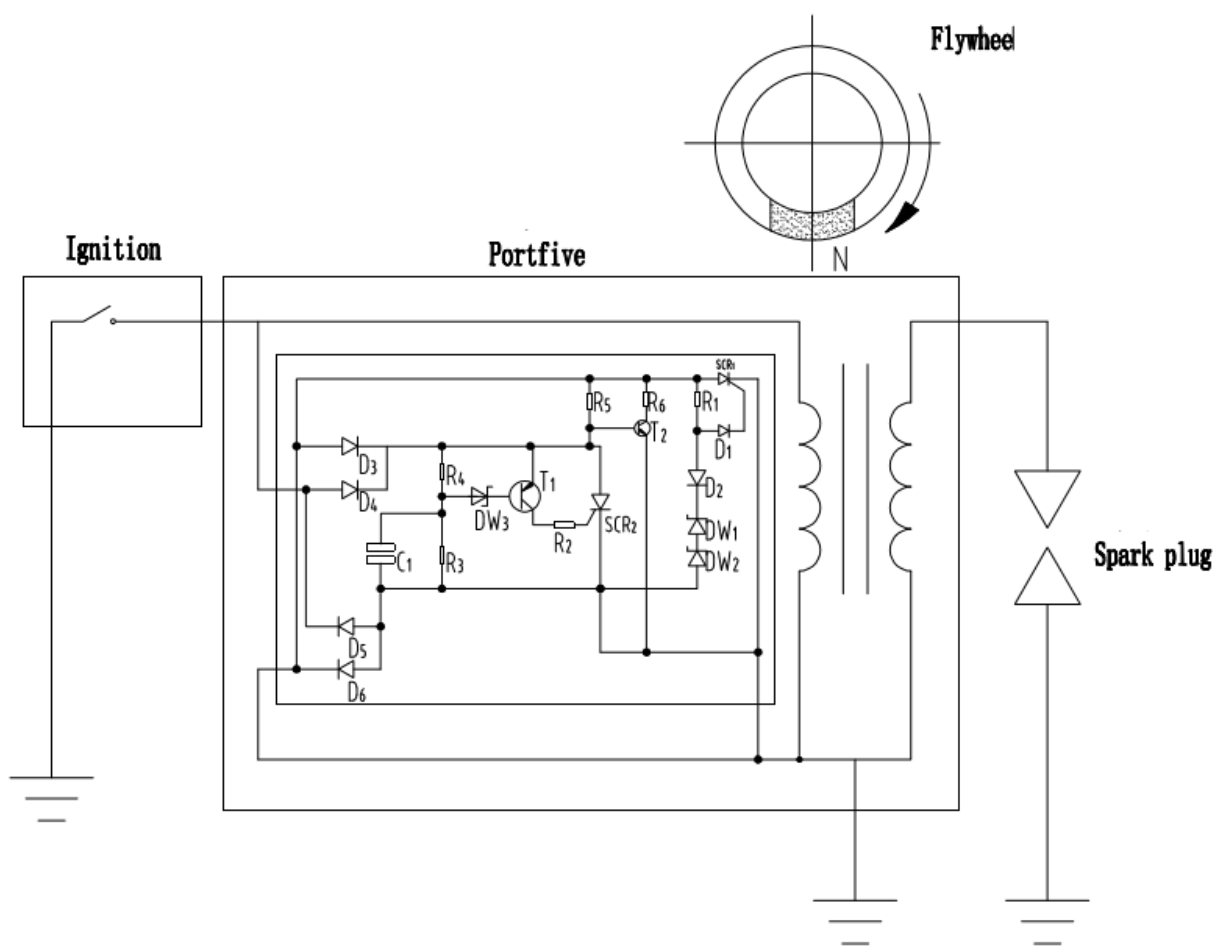 Flywheel
N
Ignition
Portfive
SCR1
R5
R6
R1
T2
D1
D3
R4
T1
D2
D4
DW3
SCR2
DW1
R2
C1
R3
DW2
Spark plug
D5
D6